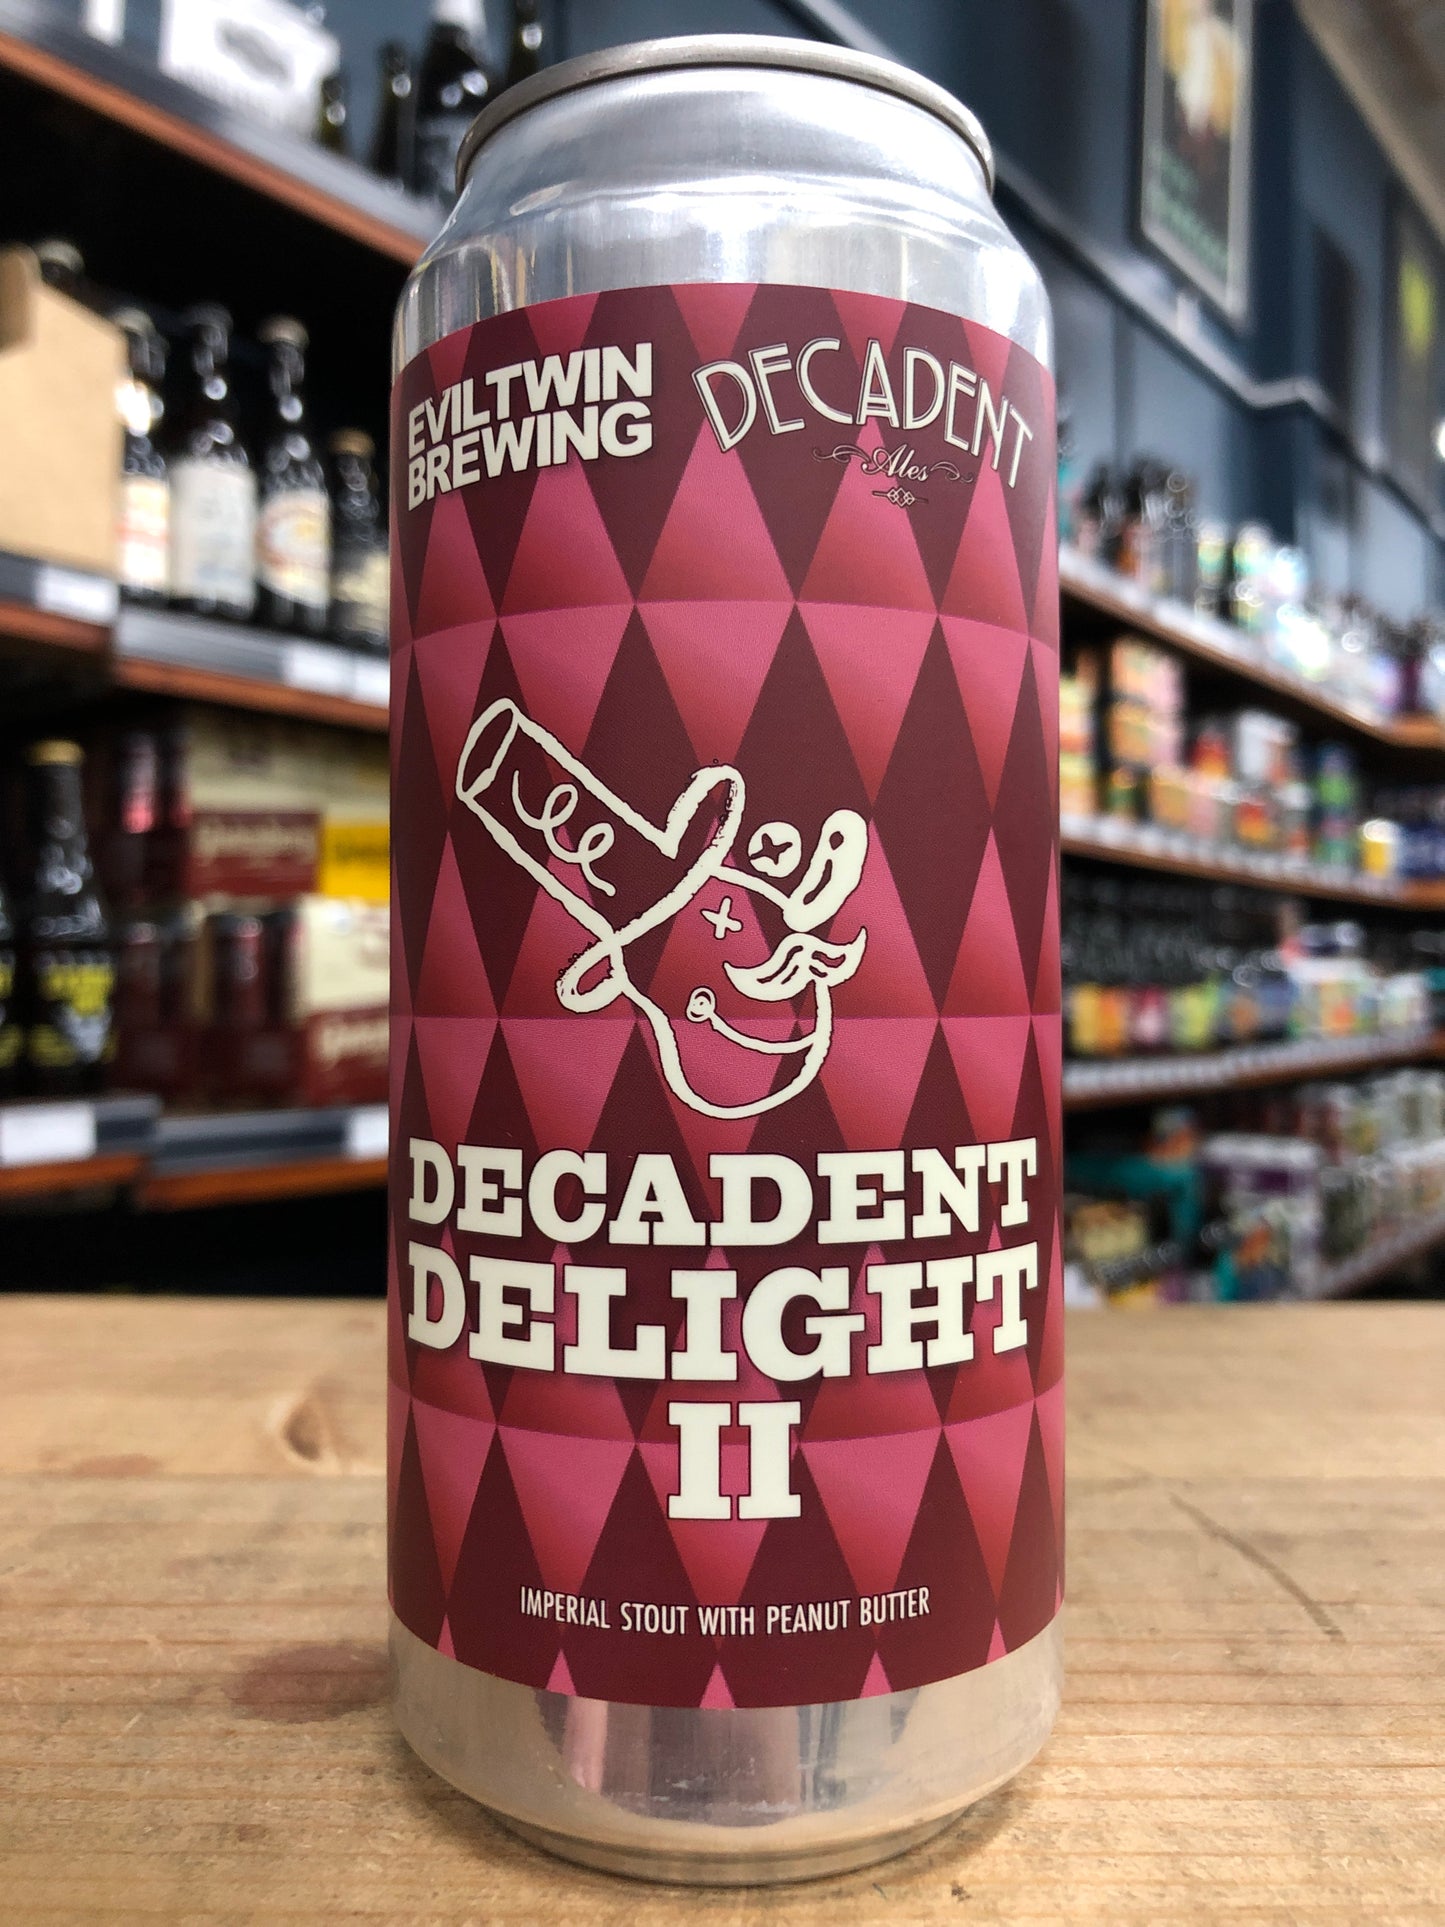 EVILTWIN
BREWING
DECADENT
Ales
DECADENT
DELIGHT
II
IMPERIAL STOUT WITH PEANUT BUTTER